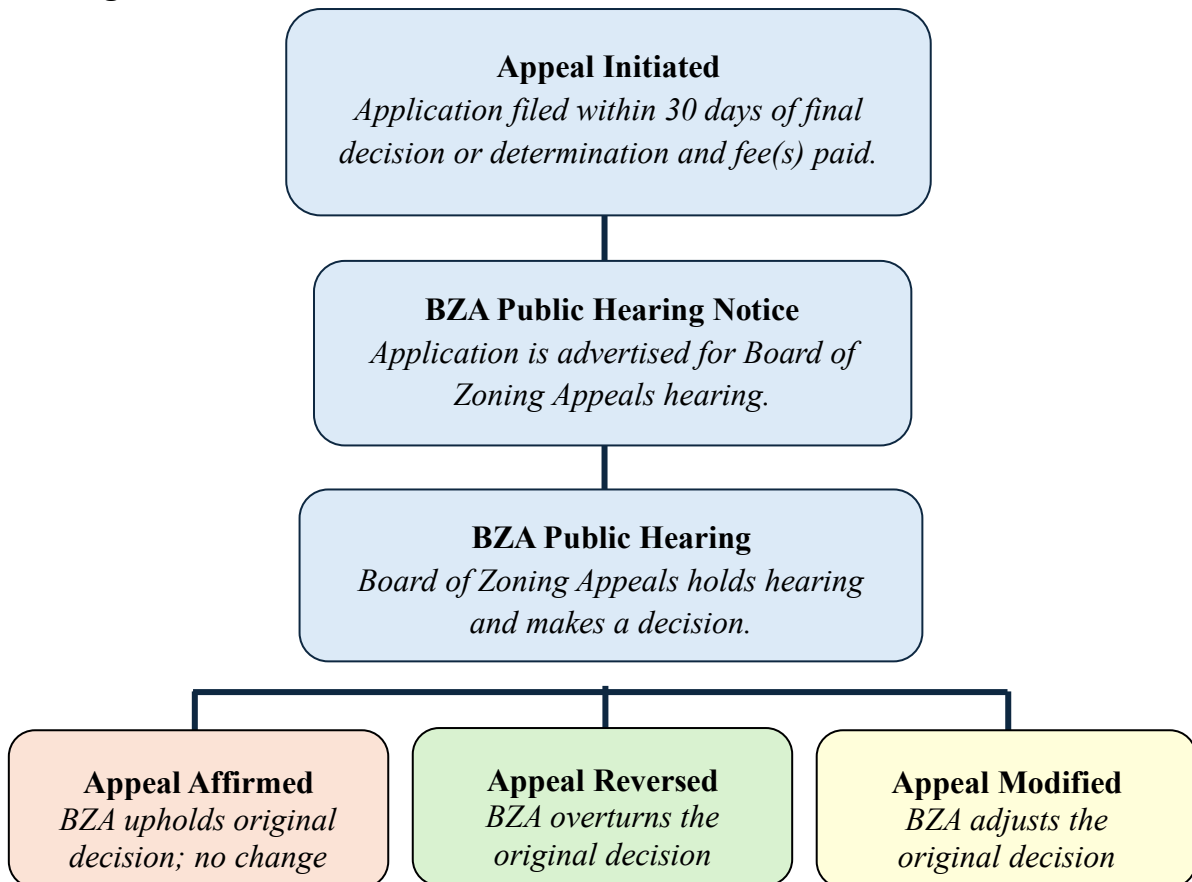 Appeal Initiated
Application filed within 30 days of final
decision or determination and fee(s) paid.
BZA Public Hearing Notice
Application is advertised for Board of
Zoning Appeals hearing.
BZA Public Hearing
Board of Zoning Appeals holds hearing
and makes a decision.
Appeal Affirmed
BZA upholds original
decision; no change
Appeal Reversed
BZA overturns the
original decision
Appeal Modified
BZA adjusts the
original decision